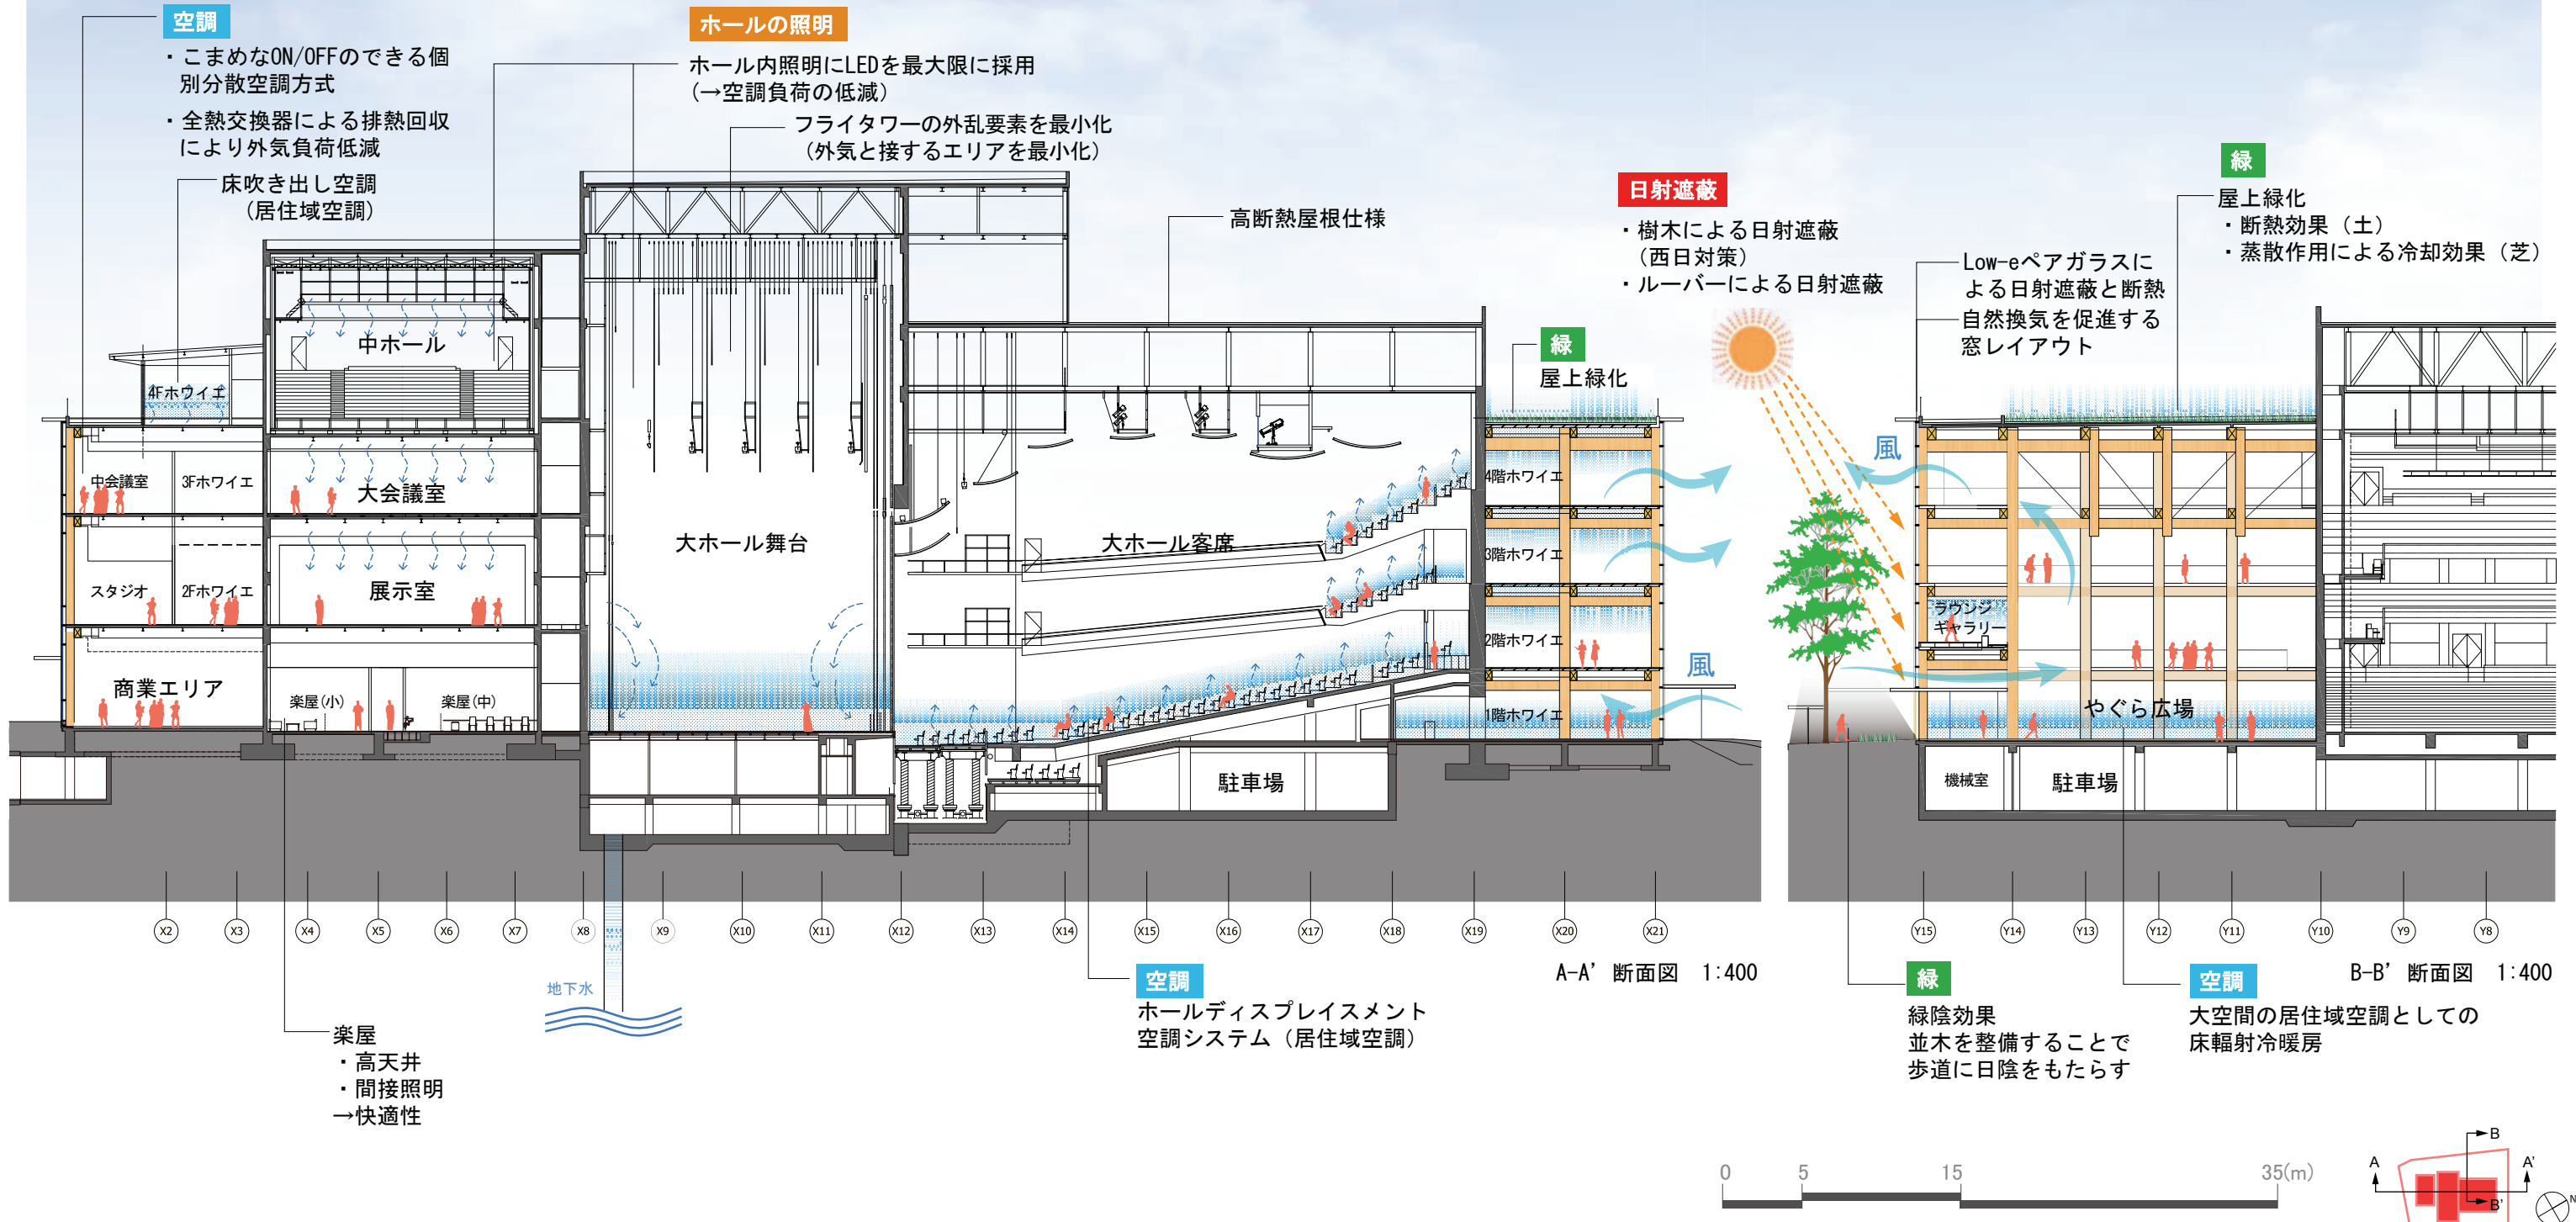 空調
・こまめなON/OFFのできる個
別分散空調方式
・全熱交換器による排熱回収
により外気負荷低減
床吹き出し空調
（居住域空調）
ホールの照明
ホール内照明にLEDを最大限に採用
（→空調負荷の低減）
フライタワーの外乱要素を最小化
（外気と接するエリアを最小化）
高断熱屋根仕様
日射遮蔽
・樹木による日射遮蔽
（西日対策）
・ルーバーによる日射遮蔽
緑
屋上緑化
緑
屋上緑化
・断熱効果（土）
・蒸散作用による冷却効果（芝）
Low-eペアガラスに
よる日射遮蔽と断熱
自然換気を促進する
窓レイアウト
中ホール
4Fホワイエ
中会議室
3Fホワイエ
大会議室
スタジオ
2Fホワイエ
展示室
商業エリア
楽屋(小)
楽屋(中)
大ホール舞台
大ホール客席
4階ホワイエ
3階ホワイエ
2階ホワイエ
1階ホワイエ
風
風
駐車場
ラウンジ
ギャラリー
やぐら広場
機械室
駐車場
X2
X3
X4
X5
X6
X7
X8
X9
X10
X11
X12
X13
X14
X15
X16
X17
X18
X19
X20
X21
Y15
Y14
Y13
Y12
Y11
Y10
Y9
Y8
A-A’ 断面図 1:400
B-B’ 断面図 1:400
地下水
楽屋
・高天井
・間接照明
→快適性
空調
ホールディスプレイスメント
空調システム（居住域空調）
緑
緑陰効果
並木を整備することで
歩道に日陰をもたらす
空調
大空間の居住域空調としての
床輻射冷暖房
0 5 15 35(m)
B
A
A'
B'
N